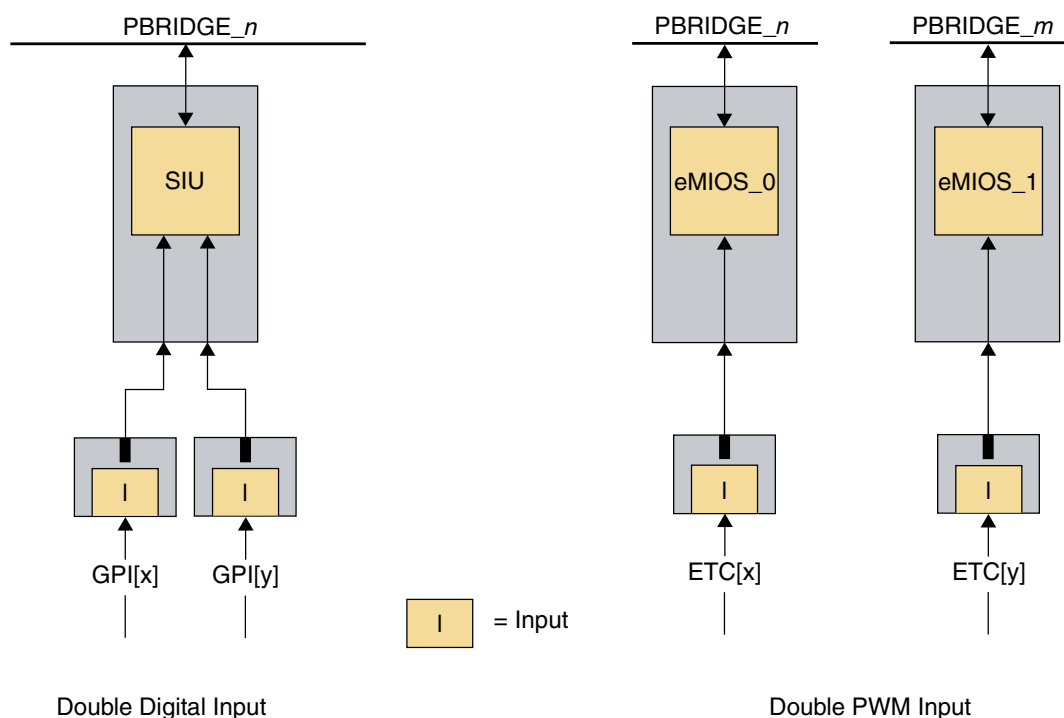 PBRIDGE_n
SIU
I
I
GPI[x]
GPI[y]
Double Digital Input
I
= Input
PBRIDGE_n
PBRIDGE_m
eMIOS_0
eMIOS_1
I
I
ETC[x]
ETC[y]
Double PWM Input